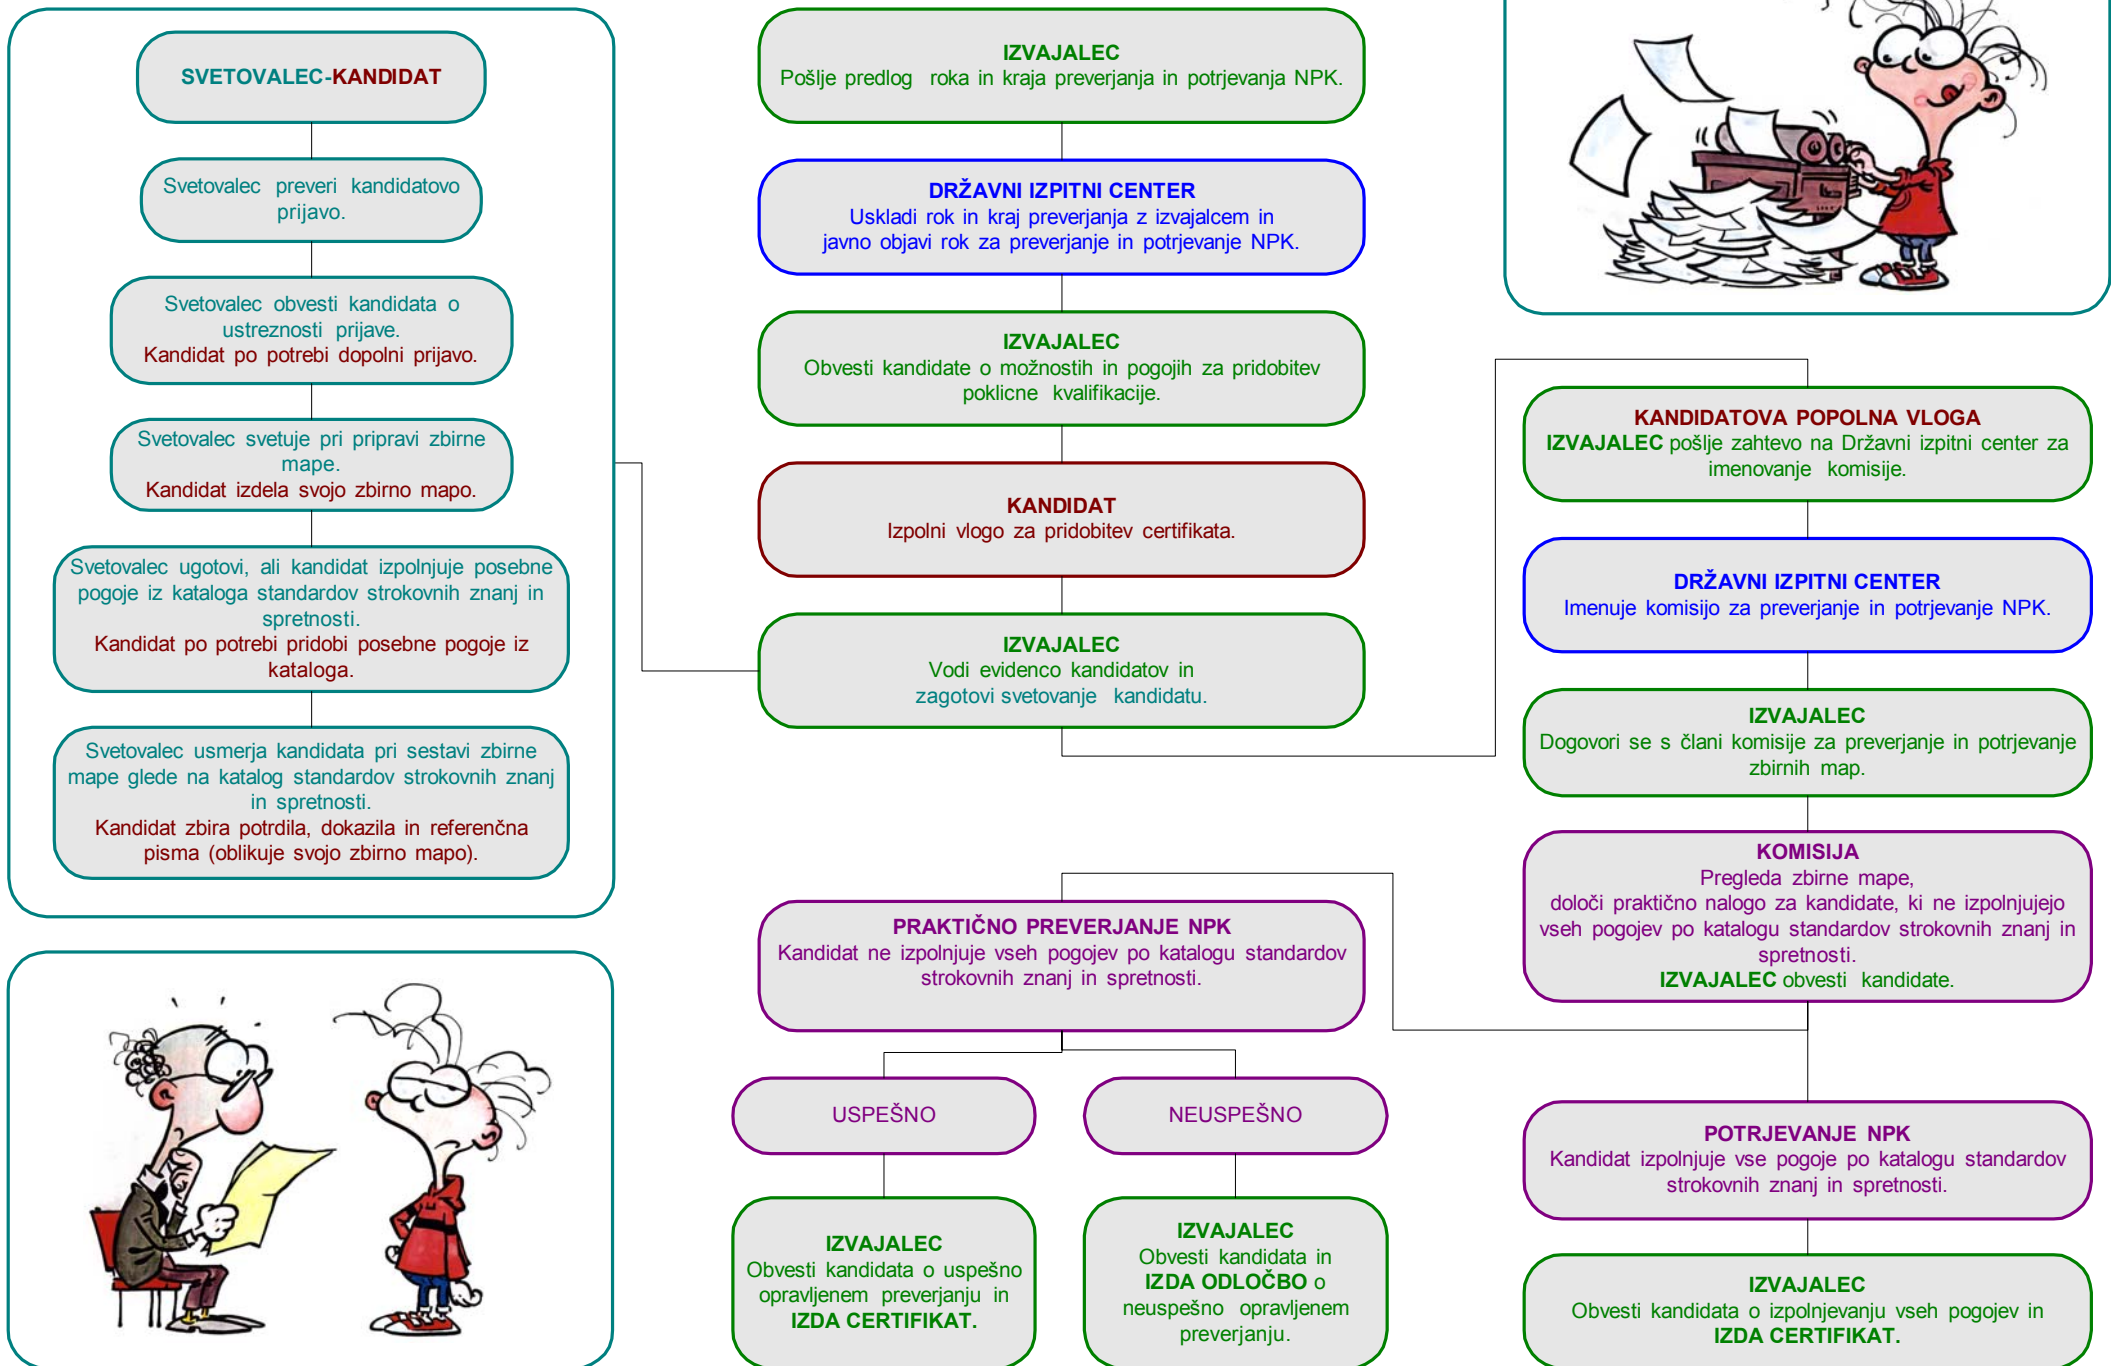 SVETOVALEC-KANDIDAT
Svetovalec preveri kandidatovo
prijavo.
Svetovalec obvesti kandidata o
ustreznosti prijave.
Kandidat po potrebi dopolni prijavo.
Svetovalec svetuje pri pripravi zbirne
mape.
Kandidat izdela svojo zbirno mapo.
Svetovalec ugotovi, ali kandidat izpolnjuje posebne
pogoje iz kataloga standardov strokovnih znanj in
spretnosti.
Kandidat po potrebi pridobi posebne pogoje iz
kataloga.
Svetovalec usmerja kandidata pri sestavi zbirne
mape glede na katalog standardov strokovnih znanj
in spretnosti.
Kandidat zbira potrdila, dokazila in referenčna
pisma (oblikuje svojo zbirno mapo).
IZVAJALEC
Pošlje predlog roka in kraja preverjanja in potrjevanja NPK.
DRŽAVNI IZPITNI CENTER
Uskladi rok in kraj preverjanja z izvajalcem in
javno objavi rok za preverjanje in potrjevanje NPK.
IZVAJALEC
Obvesti kandidate o možnostih in pogojih za pridobitev
poklicne kvalifikacije.
KANDIDAT
Izpolni vlogo za pridobitev certifikata.
IZVAJALEC
Vodi evidenco kandidatov in
zagotovi svetovanje kandidatu.
KANDIDATOVA POPOLNA VLOGA
IZVAJALEC pošlje zahtevo na Državni izpitni center za
imenovanje komisije.
DRŽAVNI IZPITNI CENTER
Imenuje komisijo za preverjanje in potrjevanje NPK.
IZVAJALEC
Dogovori se s člani komisije za preverjanje in potrjevanje
zbirnih map.
KOMISIJA
Pregleda zbirne mape,
določi praktično nalogo za kandidate, ki ne izpolnjujejo
vseh pogojev po katalogu standardov strokovnih znanj in
spretnosti.
IZVAJALEC obvesti kandidate.
PRAKTIČNO PREVERJANJE NPK
Kandidat ne izpolnjuje vseh pogojev po katalogu standardov
strokovnih znanj in spretnosti.
USPEŠNO
NEUSPEŠNO
IZVAJALEC
Obvesti kandidata o uspešno
opravljenem preverjanju in
IZDA CERTIFIKAT.
IZVAJALEC
Obvesti kandidata in
IZDA ODLOČBO o
neuspešno opravljenem
preverjanju.
POTRJEVANJE NPK
Kandidat izpolnjuje vse pogoje po katalogu standardov
strokovnih znanj in spretnosti.
IZVAJALEC
Obvesti kandidata o izpolnjevanju vseh pogojev in
IZDA CERTIFIKAT.